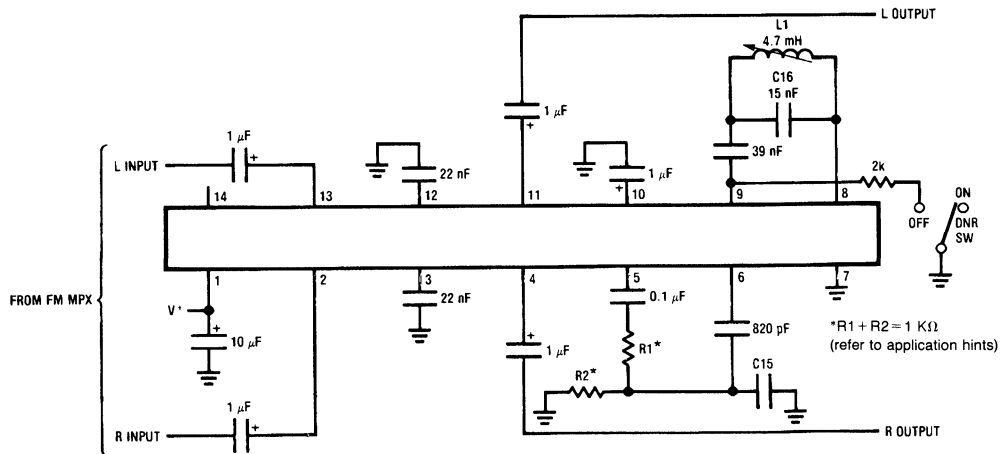 L OUTPUT
L1
4.7 mH
C16
15 nF
1 μF
1 μF
39 nF
L INPUT
22 nF
1 μF
2k
14
13
12
11
10
9
8
OFF
ON
DNR
SW
FROM FM MPX
1
2
3
4
5
6
7
V+
22 nF
0.1 μF
10 μF
1 μF
R1*
820 pF
*R1 + R2 = 1 KΩ
(refer to application hints)
R2*
C15
1 μF
R INPUT
R OUTPUT
+
+
+
+
+
+
+